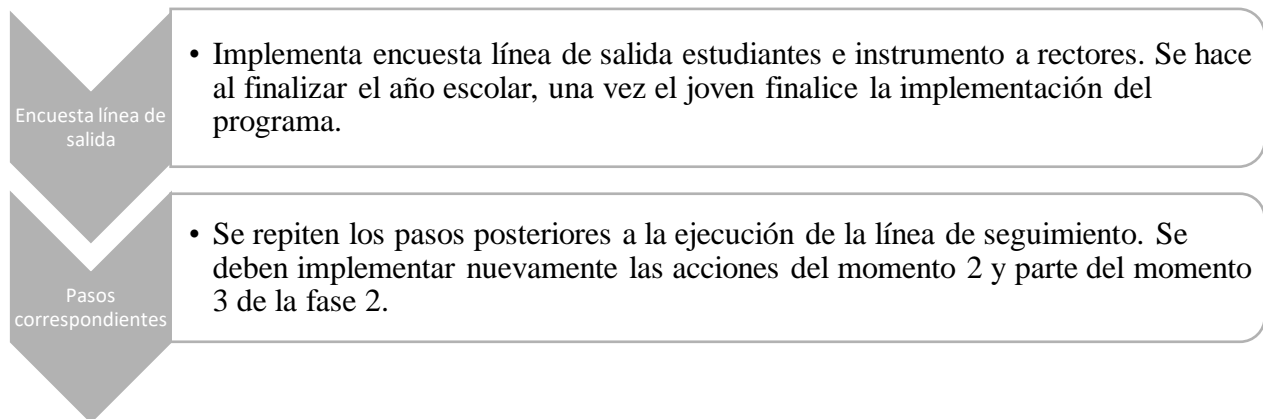 Encuesta línea de
salida
• Implementa encuesta línea de salida estudiantes e instrumento a rectores. Se hace
al finalizar el año escolar, una vez el joven finalice la implementación del
programa.
Pasos
correspondientes
• Se repiten los pasos posteriores a la ejecución de la línea de seguimiento. Se
deben implementar nuevamente las acciones del momento 2 y parte del momento
3 de la fase 2.